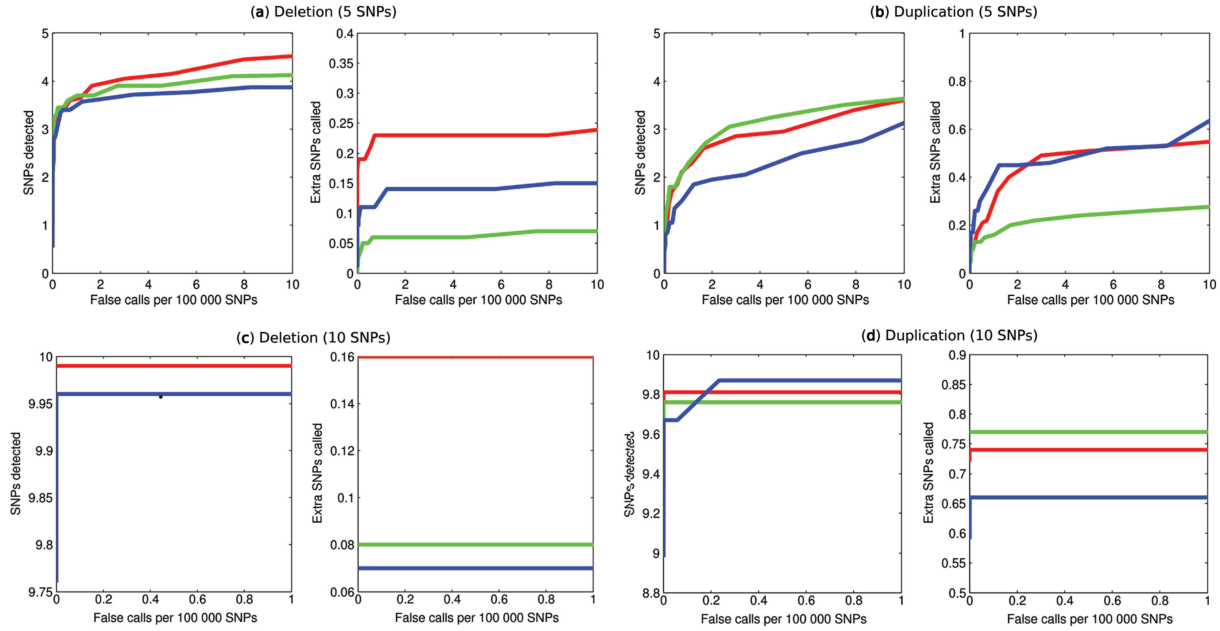 (a) Deletion (5 SNPs)
5
4
3
2
1
0
SNPs detected
0 2 4 6 8 10
False calls per 100 000 SNPs
0.4
0.35
0.3
0.25
0.2
0.15
0.1
0.05
0
Extra SNPs called
0 2 4 6 8 10
False calls per 100 000 SNPs
(b) Duplication (5 SNPs)
5
4
3
2
1
0
SNPs detected
0 2 4 6 8 10
False calls per 100 000 SNPs
1
0.8
0.6
0.4
0.2
0
Extra SNPs called
0 2 4 6 8 10
False calls per 100 000 SNPs
(c) Deletion (10 SNPs)
10
9.95
9.9
9.85
9.8
9.75
SNPs detected
0 0.2 0.4 0.6 0.8 1
False calls per 100 000 SNPs
0.16
0.14
0.12
0.1
0.08
0.06
Extra SNPs called
0 0.2 0.4 0.6 0.8 1
False calls per 100 000 SNPs
(d) Duplication (10 SNPs)
10
9.8
9.6
9.4
9.2
9
8.8
SNPs detected
0 0.2 0.4 0.6 0.8 1
False calls per 100 000 SNPs
0.9
0.85
0.8
0.75
0.7
0.65
0.6
0.55
0.5
Extra SNPs called
0 0.2 0.4 0.6 0.8 1
False calls per 100 000 SNPs